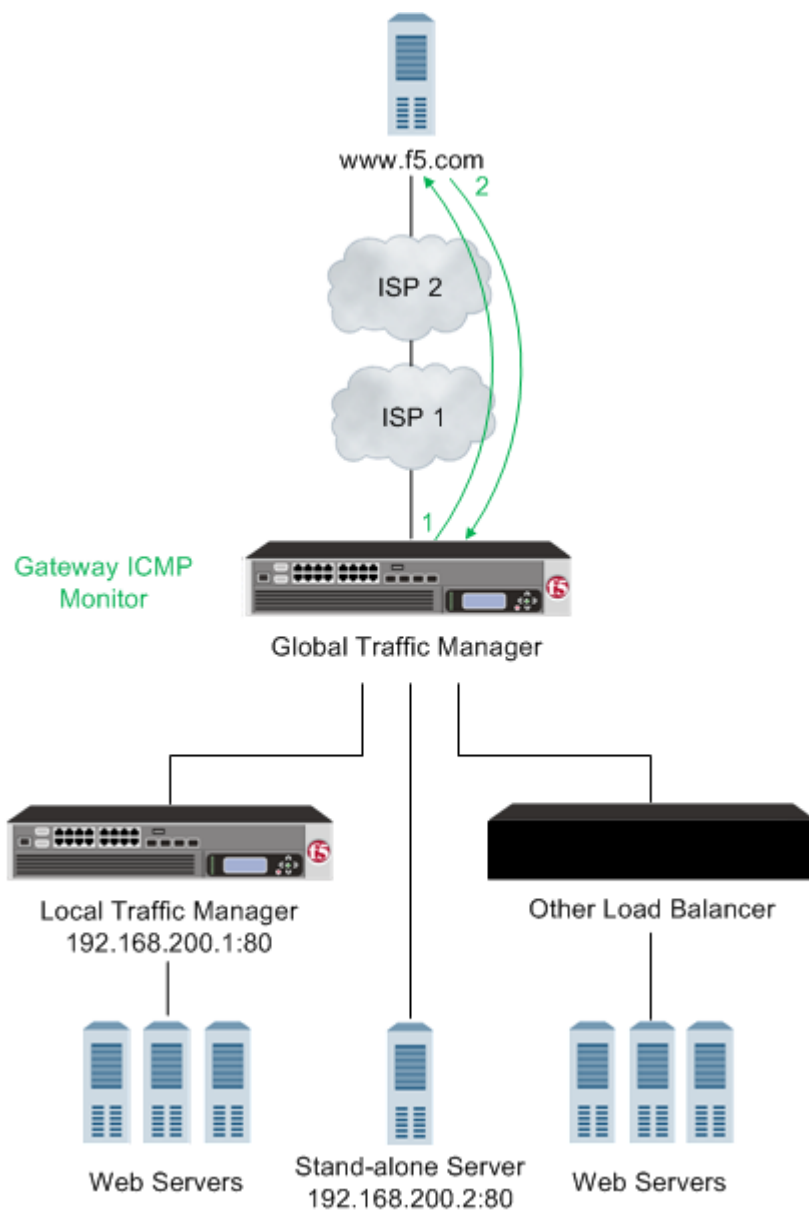 www.f5.com
2
ISP 2
ISP 1
1
Gateway ICMP
Monitor
f5
Global Traffic Manager
f5
Local Traffic Manager
192.168.200.1:80
Other Load Balancer
Web Servers
Stand-alone Server
192.168.200.2:80
Web Servers